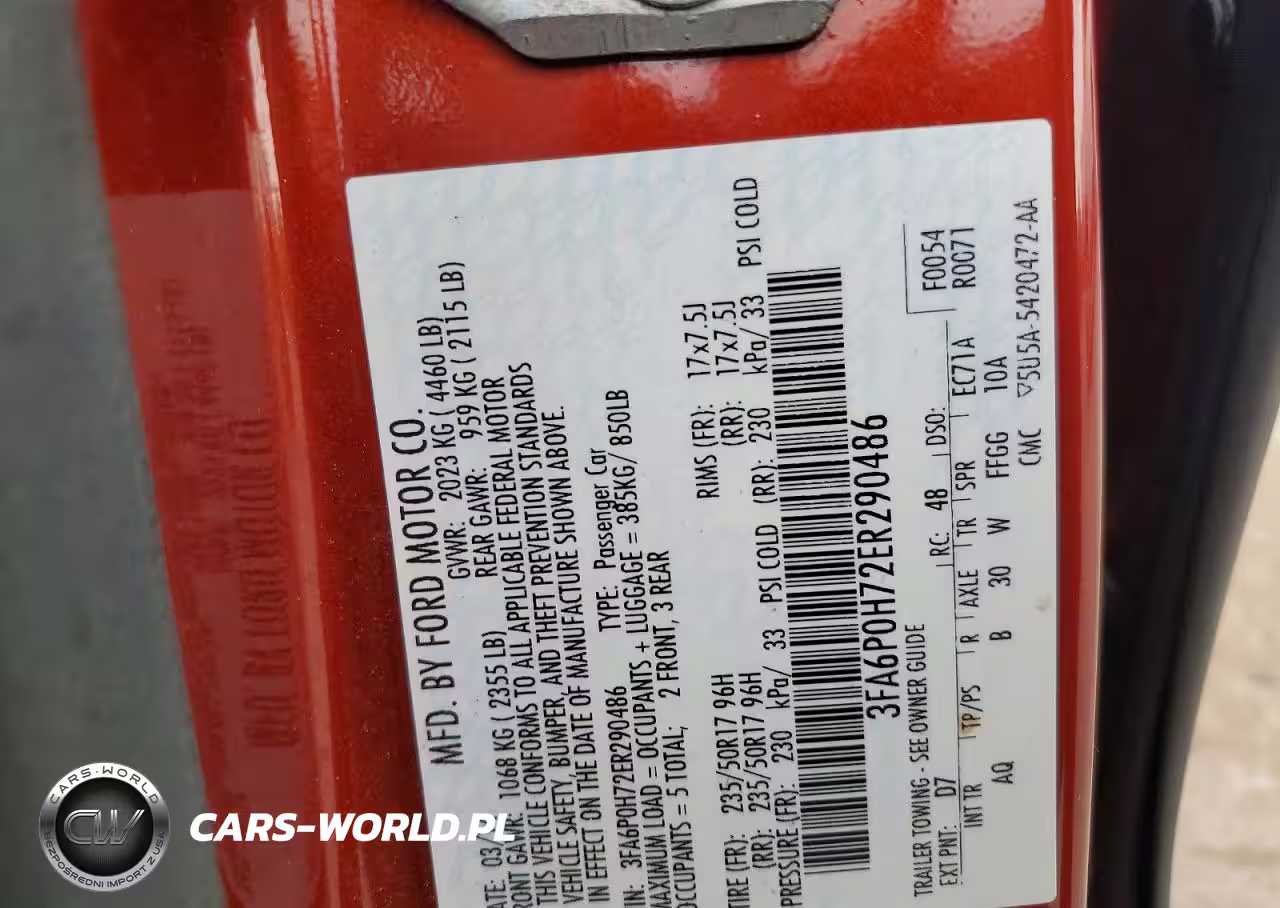 MFD. BY FORD MOTOR CO.
ATE: 03/ GVWR: 2023 KG ( 4460 LB)
RONT GAWR: 1068 KG ( 2355 LB) REAR GAWR: 959 KG ( 2115 LB)
THIS VEHICLE CONFORMS TO ALL APPLICABLE FEDERAL MOTOR
VEHICLE SAFETY, BUMPER, AND THEFT PREVENTION STANDARDS
IN EFFECT ON THE DATE OF MANUFACTURE SHOWN ABOVE.
IN: 3FA6P0H72ER290486 TYPE: Passenger Car
MAXIMUM LOAD = OCCUPANTS + LUGGAGE = 385KG/ 850LB
OCCUPANTS = 5 TOTAL; 2 FRONT, 3 REAR
TIRE (FR): 235/50R17 96H RIMS (FR): 17x7.5J
(RR): 235/50R17 96H (RR): 17x7.5J
PRESSURE (FR): 230 kPa/ 33 PSI COLD (RR): 230 kPa/ 33 PSI COLD
3FA6P0H72ER290486
TRAILER TOWING - SEE OWNER GUIDE F0054
EXT PNT: D7 RC: 48 DSO: R0071
INT TR TP/PS R AXLE TR SPR EC71A
AQ B 30 W FFGG 10A
CMC ▽5U5A-5420472-AA
CARS-WORLD
CW
BEZPOŚREDNI IMPORT Z USA
CARS-WORLD.PL